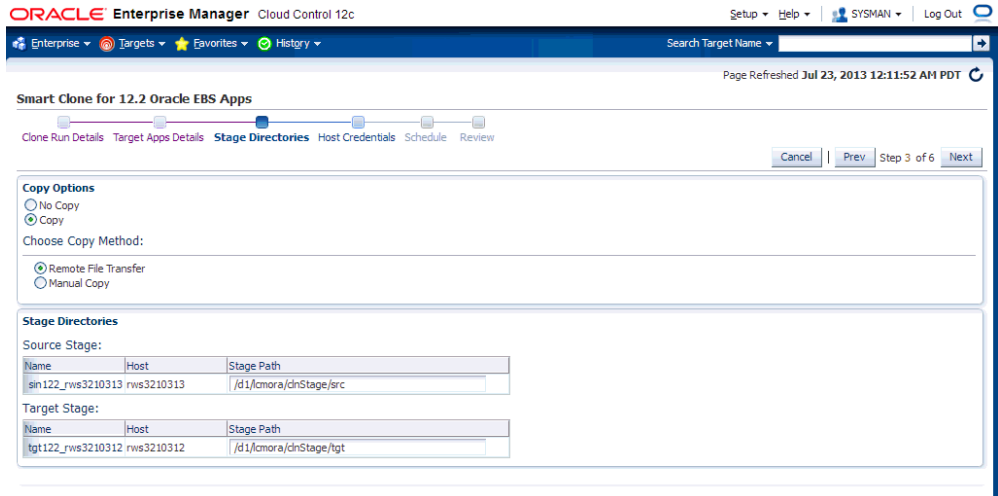 ORACLE Enterprise Manager Cloud Control 12c
Setup Help SYSMAN Log Out
Enterprise Targets Favorites History Search Target Name
Page Refreshed Jul 23, 2013 12:11:52 AM PDT
Smart Clone for 12.2 Oracle EBS Apps
Clone Run Details Target Apps Details Stage Directories Host Credentials Schedule Review
Cancel Prev Step 3 of 6 Next
Copy Options
No Copy
Copy
Choose Copy Method:
Remote File Transfer
Manual Copy
Stage Directories
Source Stage:
Name Host Stage Path
sin122_rws3210313 rws3210313 /d1/lcmora/clnStage/src
Target Stage:
Name Host Stage Path
tgt122_rws3210312 rws3210312 /d1/lcmora/clnStage/tgt